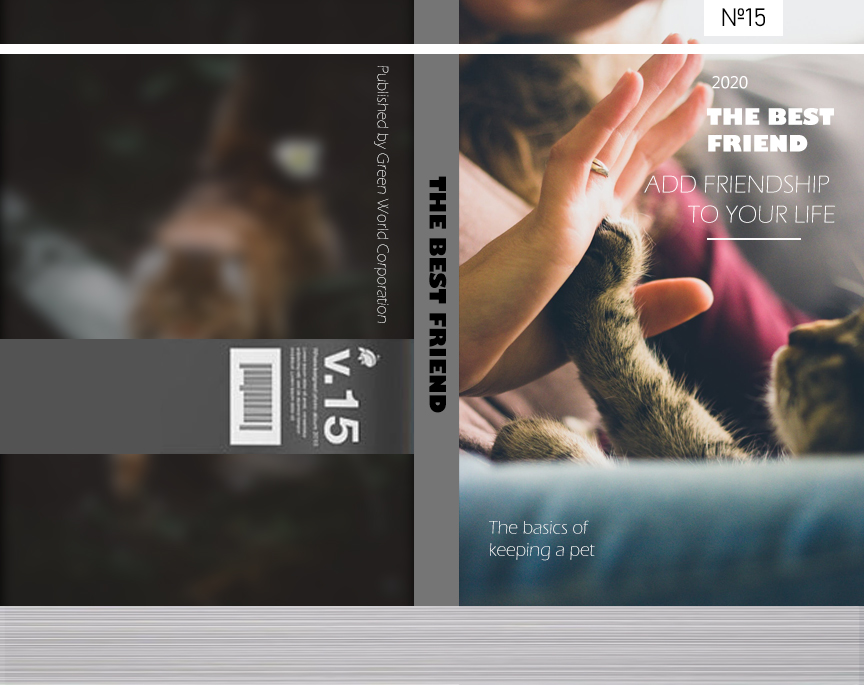 Published by Green World Corporation
v.15
THE BEST FRIEND
Nº15
2020
THE BEST
FRIEND
ADD FRIENDSHIP
TO YOUR LIFE
The basics of
keeping a pet